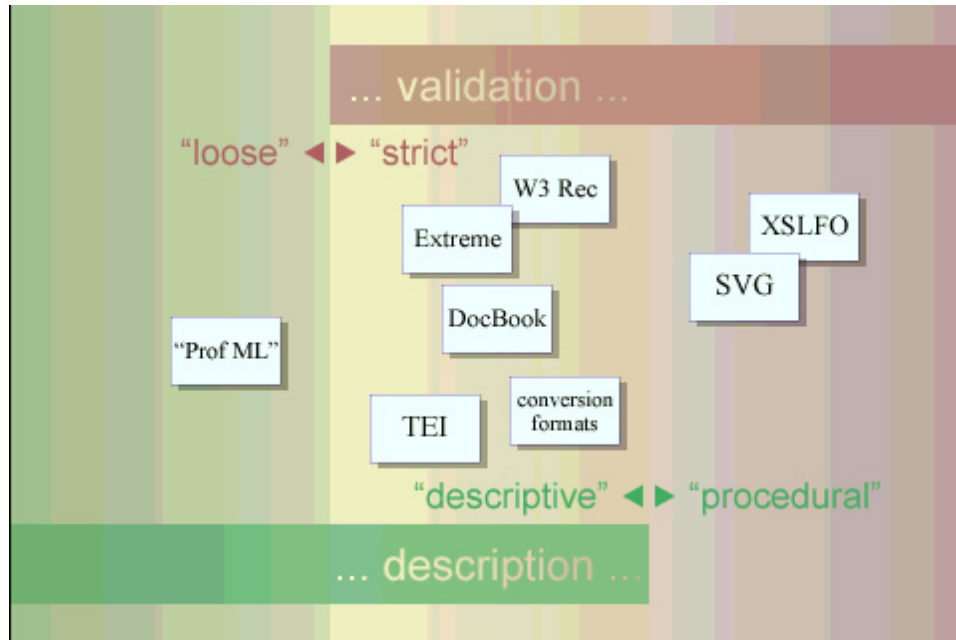 ... validation ...
“loose” ◄ ► “strict”
W3 Rec
Extreme
XSLFO
SVG
DocBook
“Prof ML”
TEI
conversion
formats
“descriptive” ◄ ► “procedural”
... description ...